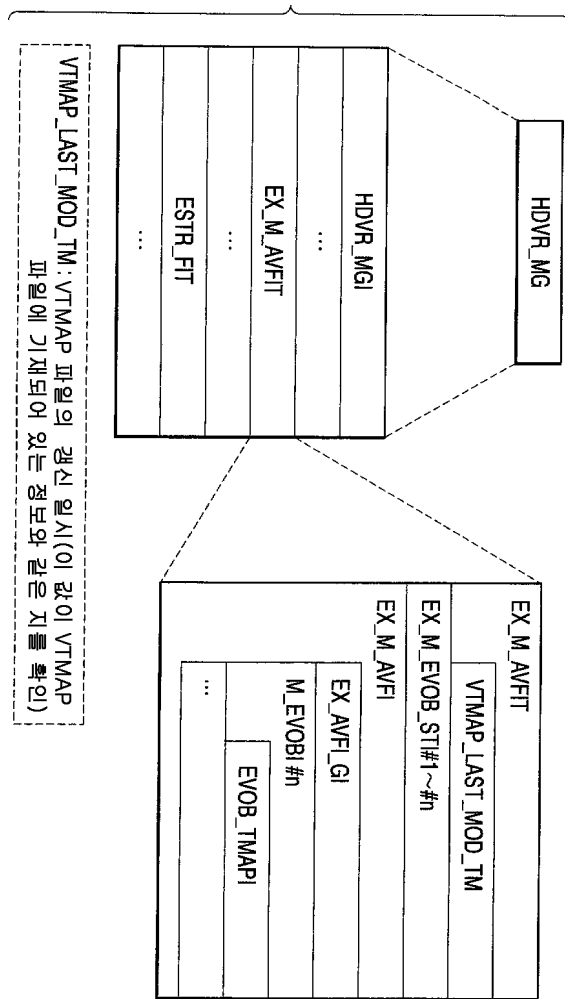 HDVR_MG
HDVR_MGI
...
EX_M_AVFIT
...
ESTR_FIT
...
EX_M_AVFIT
VTMAP_LAST_MOD_TM
EX_M_EVOB_STI#1~#n
EX_M_AVFI
EX_AVFI_GI
M_EVOBI #n
EVOB_TMAPI
...
VTMAP_LAST_MOD_TM: VTMAP 파일의 갱신 일시(이 값이 VTMAP
파일에 기재되어 있는 정보와 같은 지를 확인)